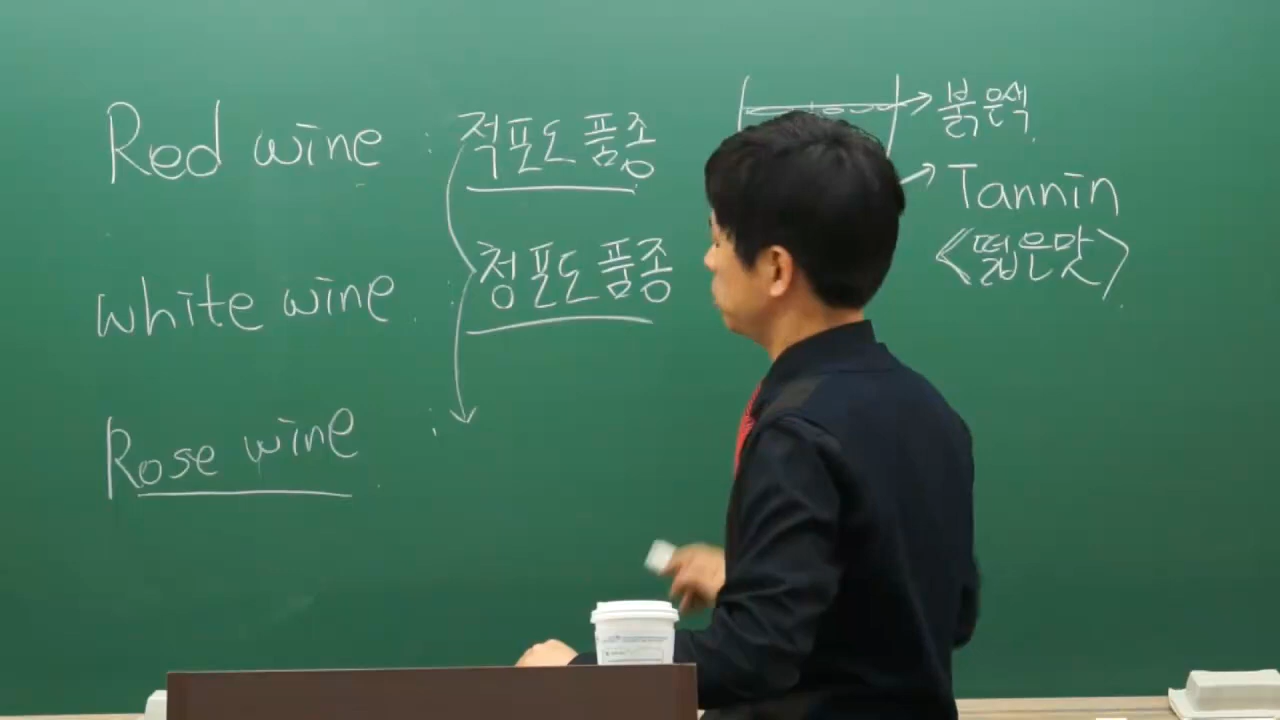 Red wine : 적포도 품종
white wine : 청포도 품종
Rose wine :
붉은색
Tannin
<떫은맛>